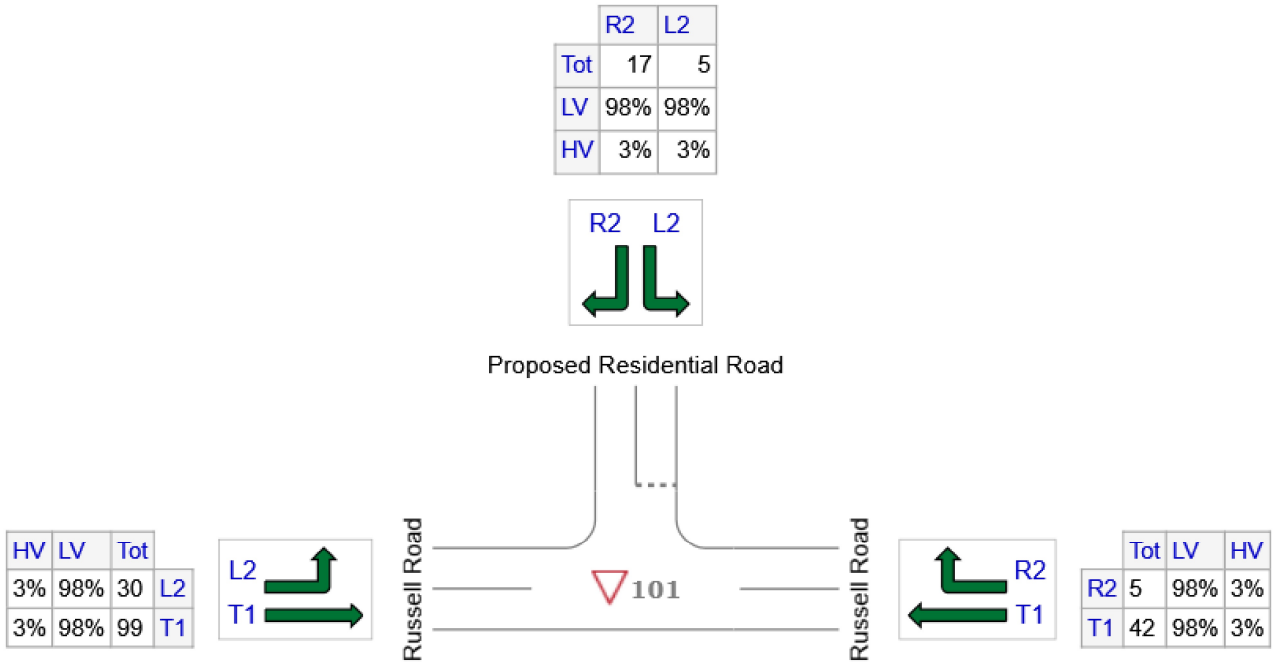 R2 L2
Tot 17 5
LV 98% 98%
HV 3% 3%
R2 L2
Proposed Residential Road
HV LV Tot
3% 98% 30 L2
3% 98% 99 T1
L2
T1
Russell Road
101
Russell Road
R2
T1
Tot LV HV
R2 5 98% 3%
T1 42 98% 3%